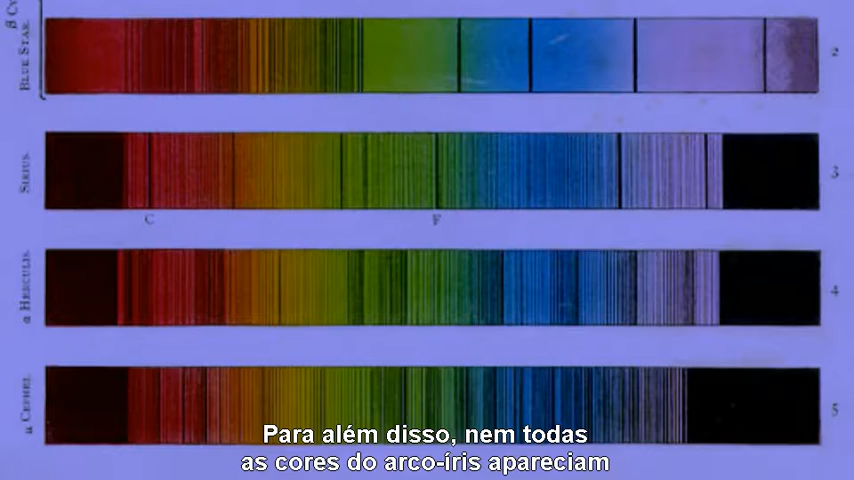 β Cy
BLUE STAR.
2
SIRIUS.
3
C F
α HERCULIS.
4
μ CEPHEI.
5
Para além disso, nem todas
as cores do arco-íris apareciam